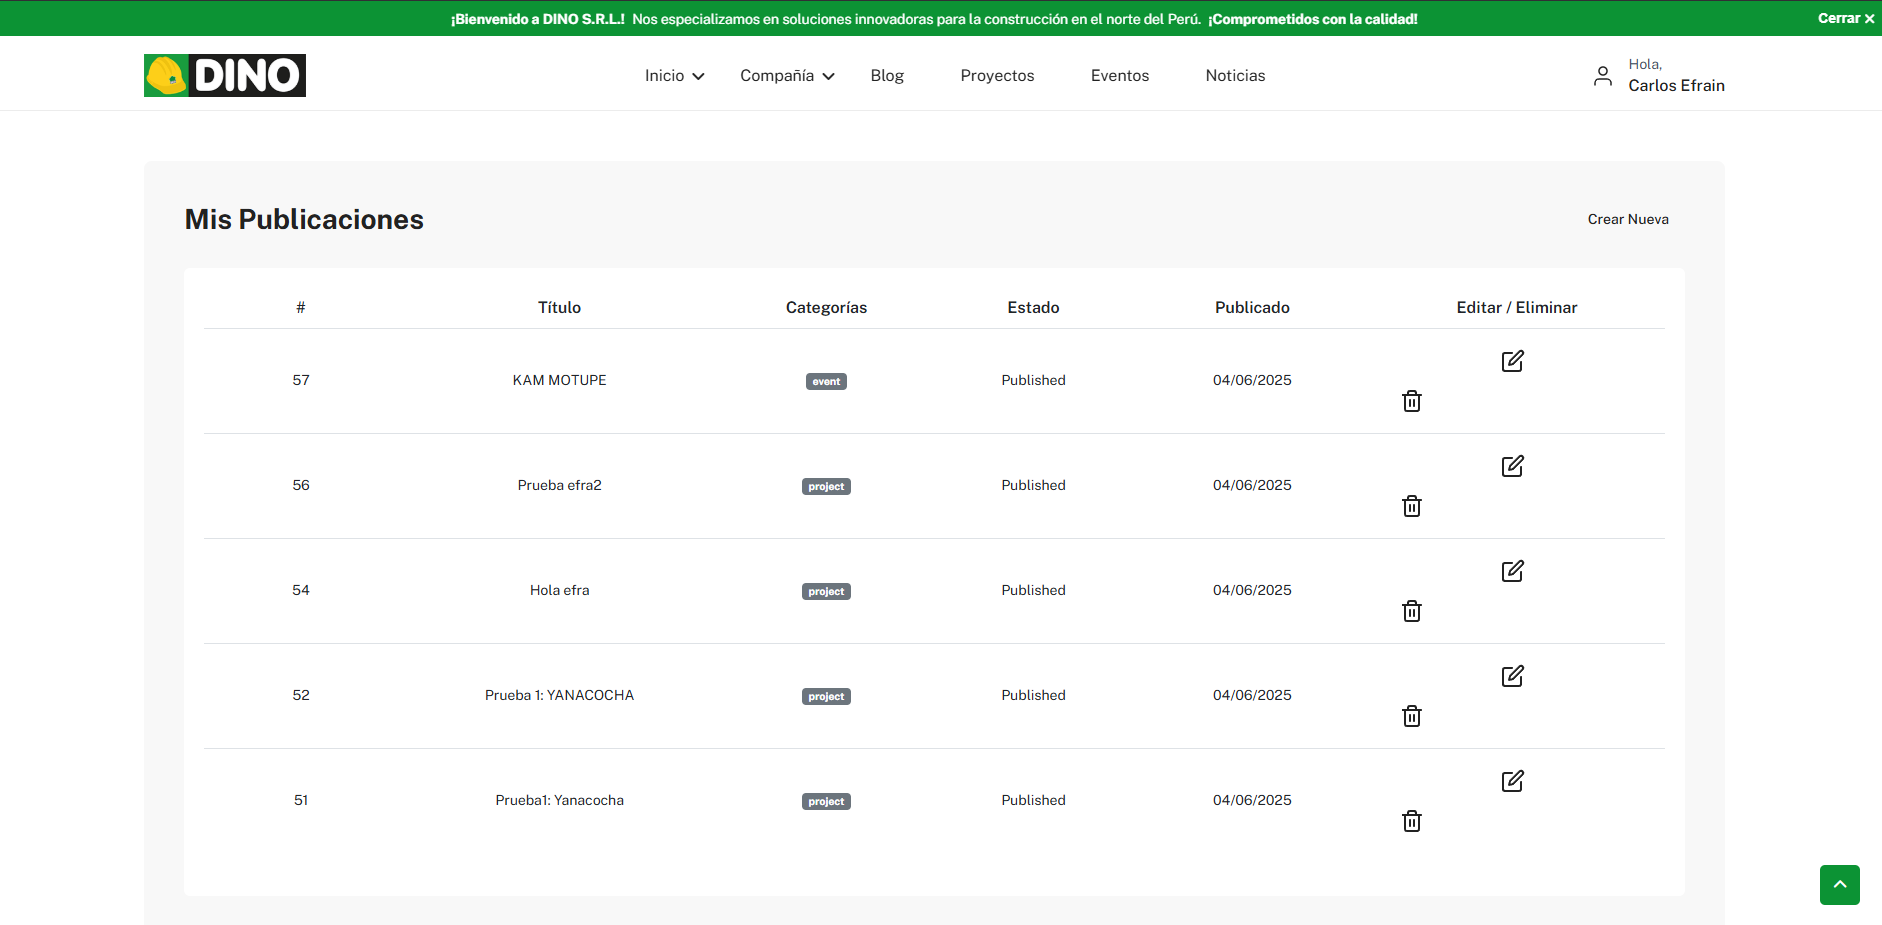 ¡Bienvenido a DINO S.R.L.! Nos especializamos en soluciones innovadoras para la construcción en el norte del Perú. ¡Comprometidos con la calidad! Cerrar ×
DINO Inicio Compañía Blog Proyectos Eventos Noticias Hola,
Carlos Efrain
Mis Publicaciones Crear Nueva
# Título Categorías Estado Publicado Editar / Eliminar
57 KAM MOTUPE event Published 04/06/2025
56 Prueba efra2 project Published 04/06/2025
54 Hola efra project Published 04/06/2025
52 Prueba 1: YANACOCHA project Published 04/06/2025
51 Prueba1: Yanacocha project Published 04/06/2025